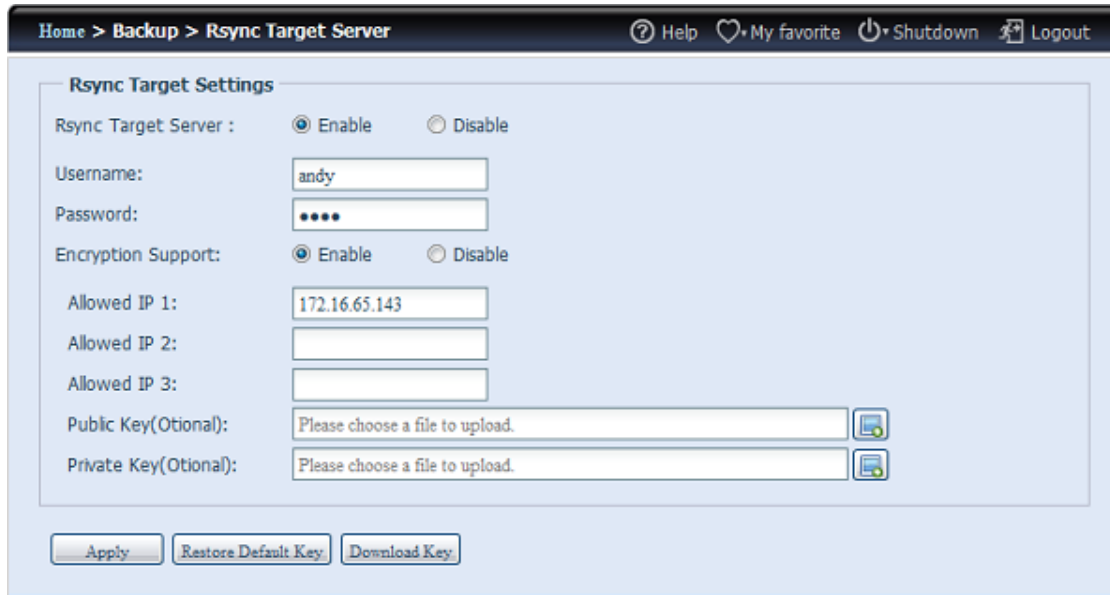 Home > Backup > Rsync Target Server Help My favorite Shutdown Logout
Rsync Target Settings
Rsync Target Server : Enable Disable
Username: andy
Password: ••••
Encryption Support: Enable Disable
Allowed IP 1: 172.16.65.143
Allowed IP 2:
Allowed IP 3:
Public Key(Otional): Please choose a file to upload.
Private Key(Otional): Please choose a file to upload.
Apply Restore Default Key Download Key